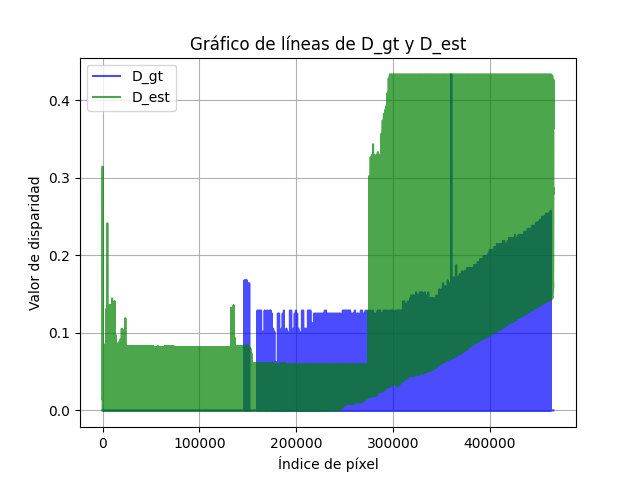 Gráfico de líneas de D_gt y D_est
D_gt
D_est
Valor de disparidad
0.4
0.3
0.2
0.1
0.0
0 100000 200000 300000 400000
Índice de píxel